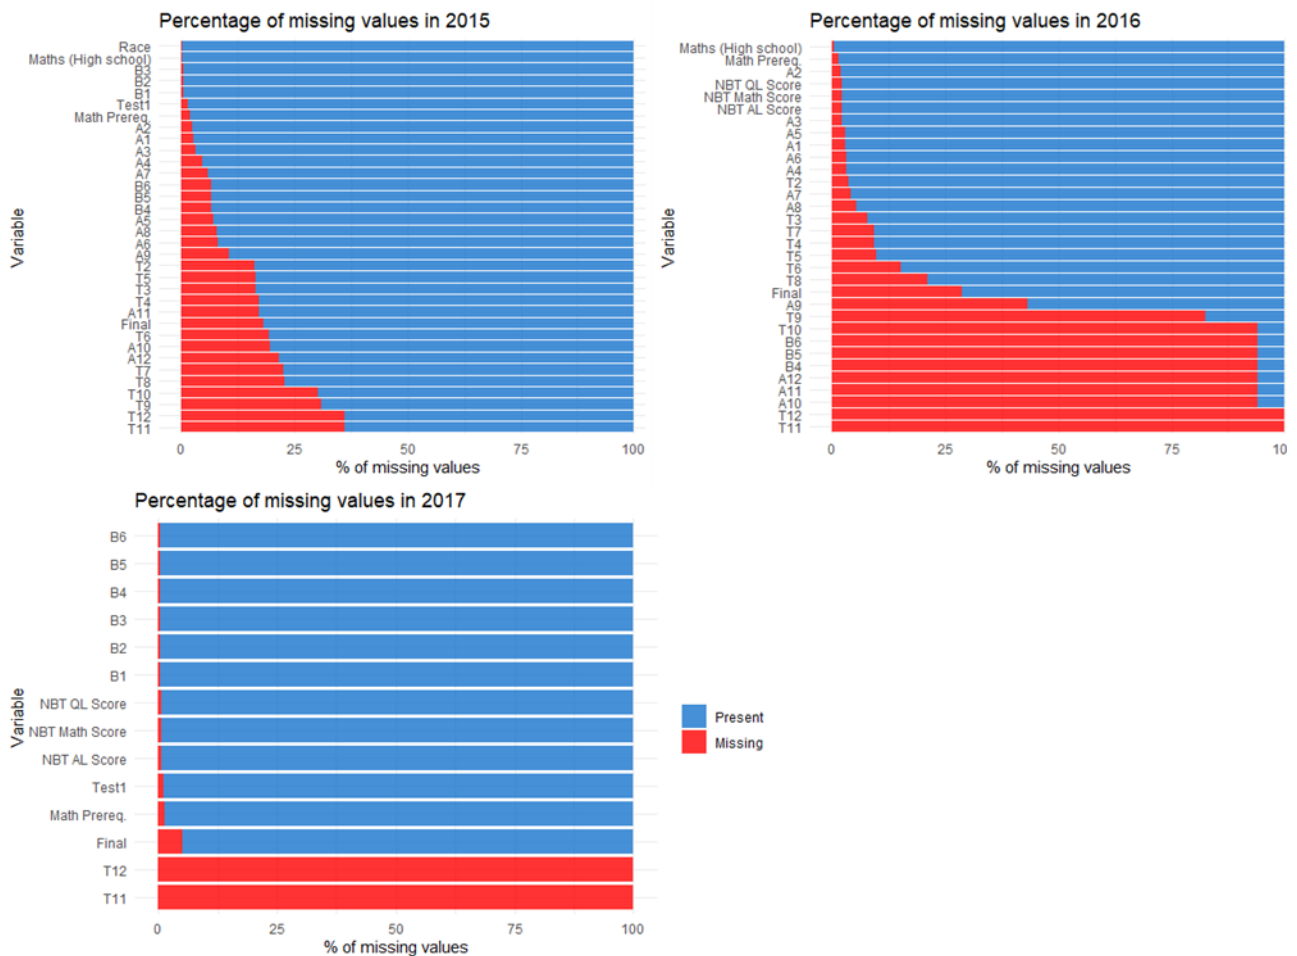 Percentage of missing values in 2015
Variable
Race
Maths (High school)
B3
B2
B1
Test1
Math Prereq.
A2
A1
A3
A4
A7
B6
B5
B4
A5
A8
A6
A9
T2
T5
T3
T4
A11
Final
T6
A10
A12
T7
T8
T10
T9
T12
T11
0 25 50 75 100
% of missing values
Percentage of missing values in 2016
Variable
Maths (High school)
Math Prereq.
A2
NBT QL Score
NBT Math Score
NBT AL Score
A3
A5
A1
A6
A4
T2
A7
A8
T3
T7
T4
T5
T6
T8
Final
A9
T9
T10
B6
B5
B4
A12
A11
A10
T12
T11
0 25 50 75 10
% of missing values
Percentage of missing values in 2017
Variable
B6
B5
B4
B3
B2
B1
NBT QL Score
NBT Math Score
NBT AL Score
Test1
Math Prereq.
Final
T12
T11
0 25 50 75 100
% of missing values
Present
Missing